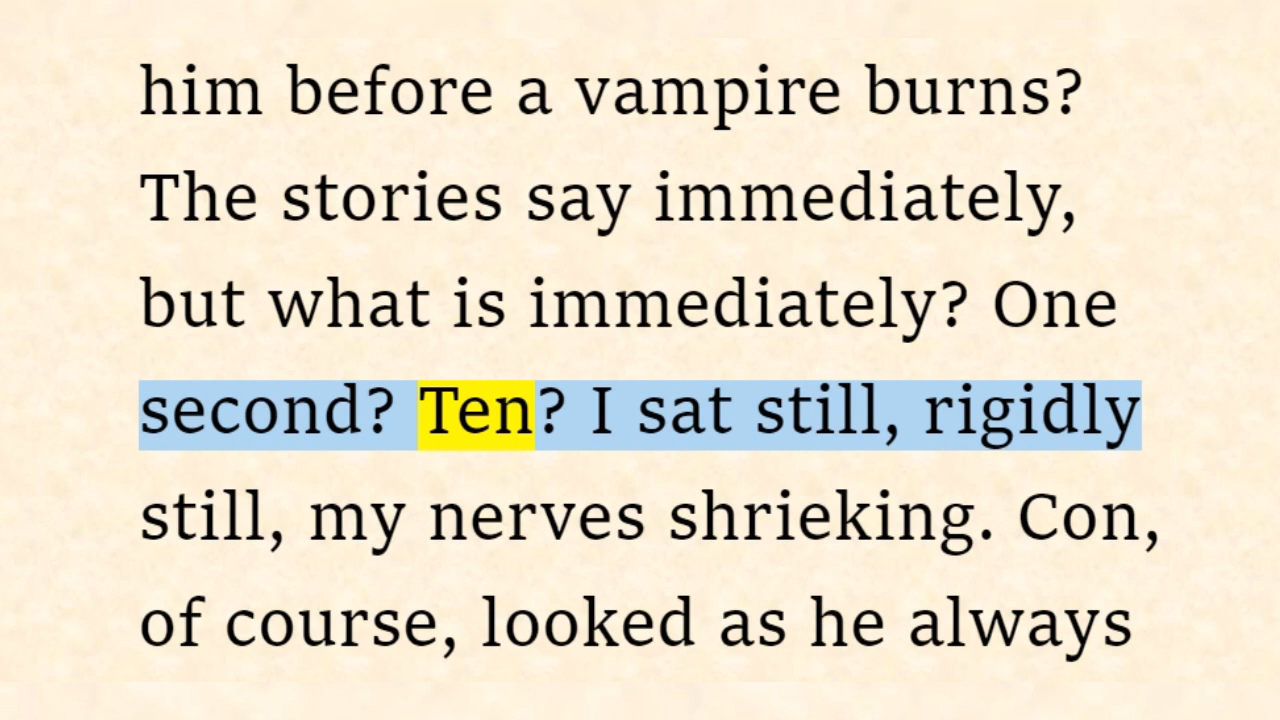 him before a vampire burns?
The stories say immediately,
but what is immediately? One
second? Ten? I sat still, rigidly
still, my nerves shrieking. Con,
of course, looked as he always